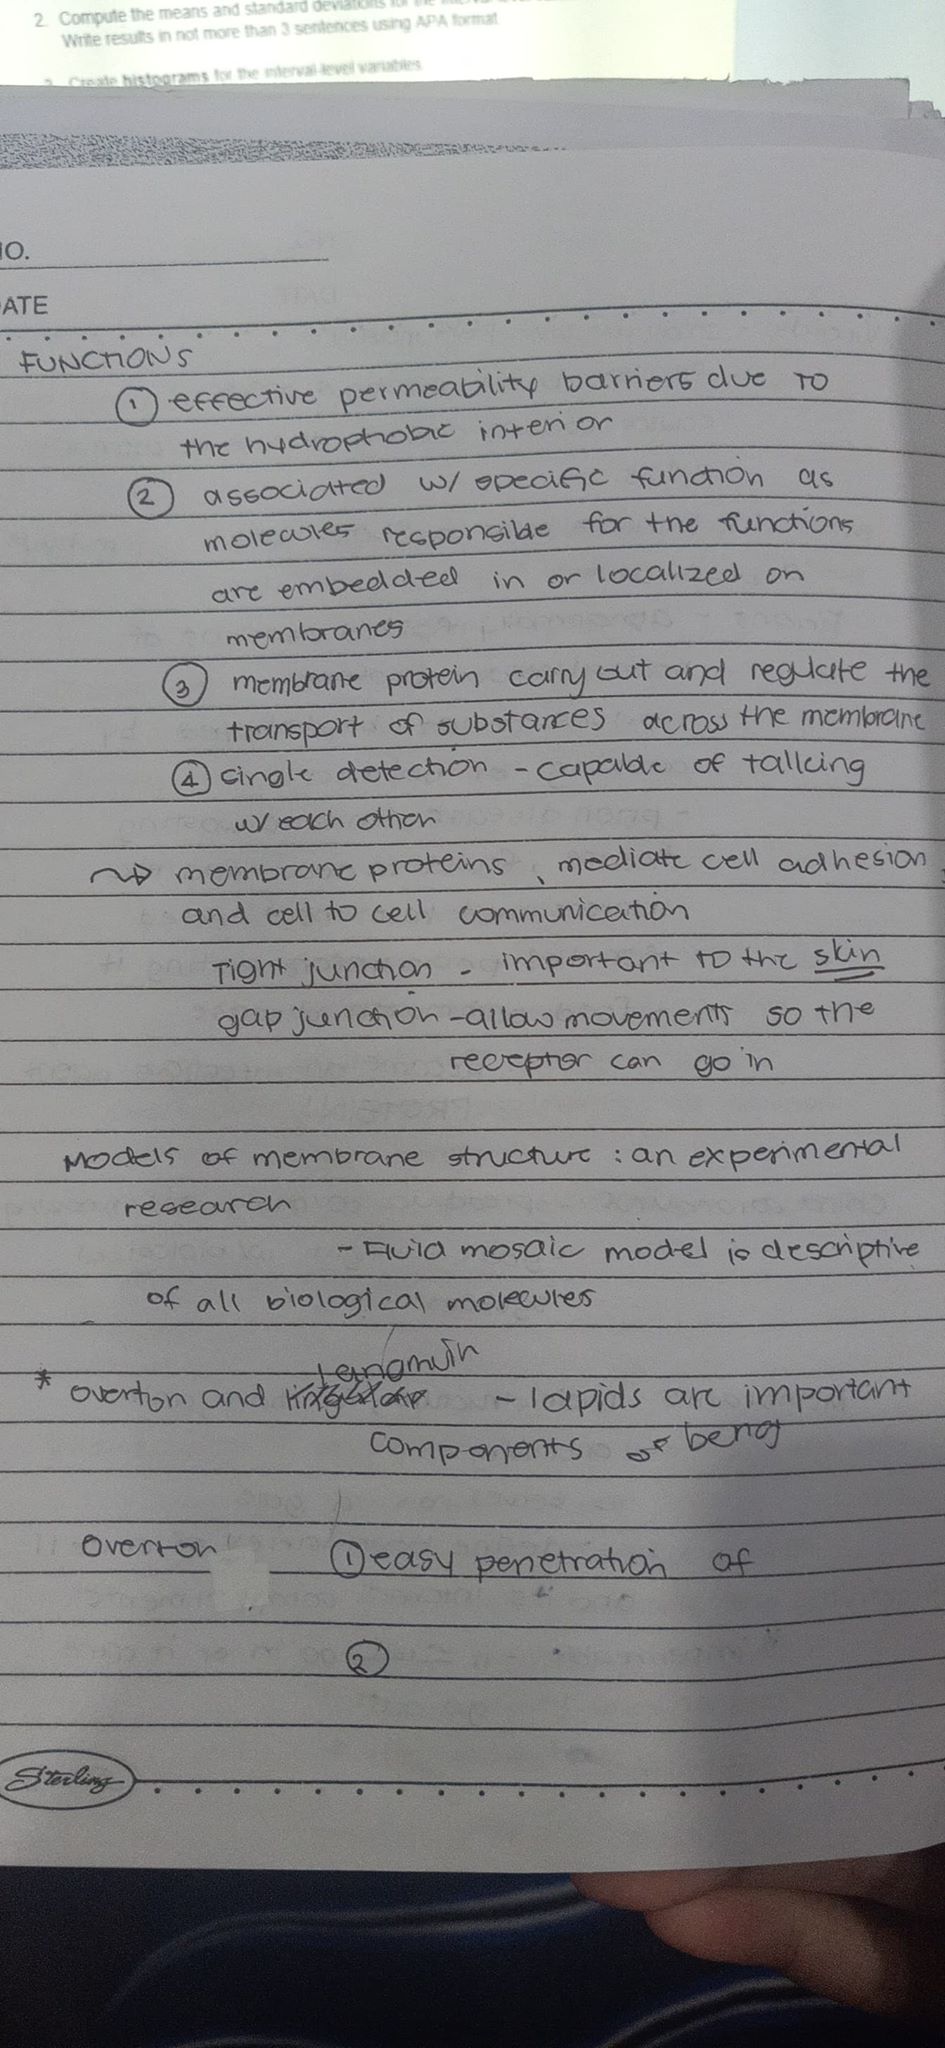 2. Compute the means and standard deviations for the
Write results in not more than 3 sentences using APA format
Create histograms for the interval-level variables
NO.
DATE
FUNCTIONS
① effective permeability barriers due to
the hydrophobic interior
② associated w/ specific function as
molecules responsible for the functions
are embedded in or localized on
membranes
③ membrane protein carry out and regulate the
transport of substances across the membrane
④ single detection - capable of talking
w/ each other
~> membrane proteins, mediate cell adhesion
and cell to cell communication
Tight junction - important to the skin
gap junction - allow movements so the
receptor can go in
Models of membrane structure : an experimental
research
- Fluid mosaic model is descriptive
of all biological molecules
Langmuin
* Overton and - lapids are important
components of being
Overton ① easy penetration of
②
Sterling